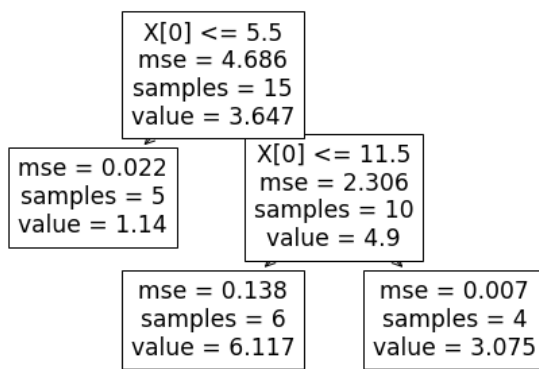 X[0] <= 5.5
mse = 4.686
samples = 15
value = 3.647
mse = 0.022
samples = 5
value = 1.14
X[0] <= 11.5
mse = 2.306
samples = 10
value = 4.9
mse = 0.138
samples = 6
value = 6.117
mse = 0.007
samples = 4
value = 3.075